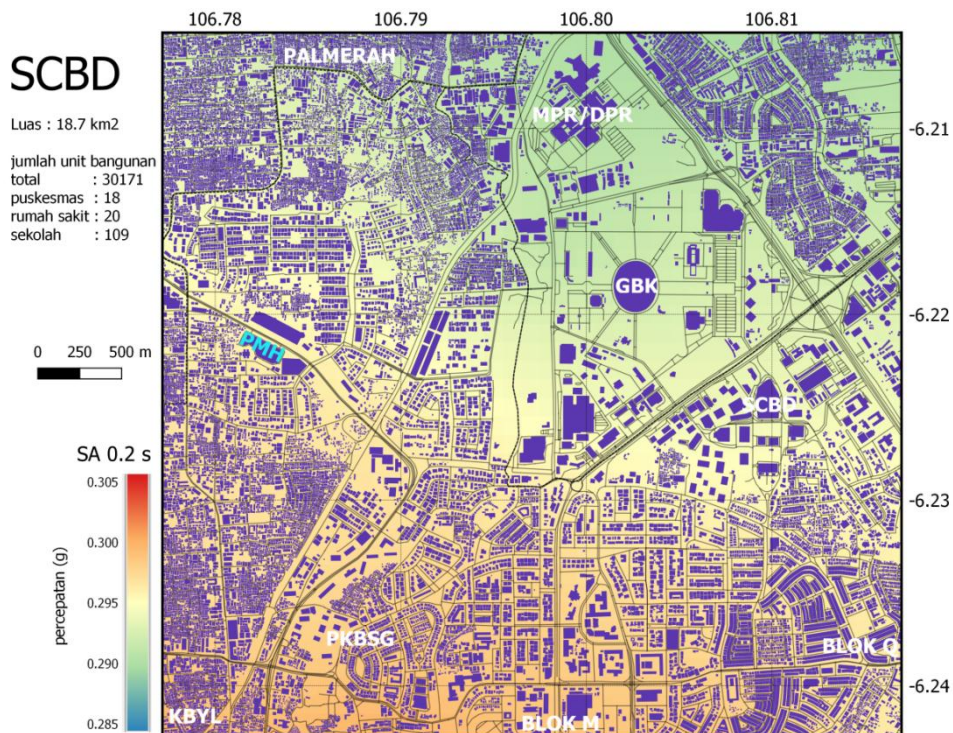 106.78 106.79 106.80 106.81
SCBD
Luas : 18.7 km2
jumlah unit bangunan
total : 30171
puskesmas : 18
rumah sakit : 20
sekolah : 109
0 250 500 m
SA 0.2 s
percepatan (g)
0.305
0.300
0.295
0.290
0.285
PALMERAH
MPR/DPR
GBK
PMH
SCBD
PKBSG
BLOK Q
KBYL
BLOK M
-6.21
-6.22
-6.23
-6.24